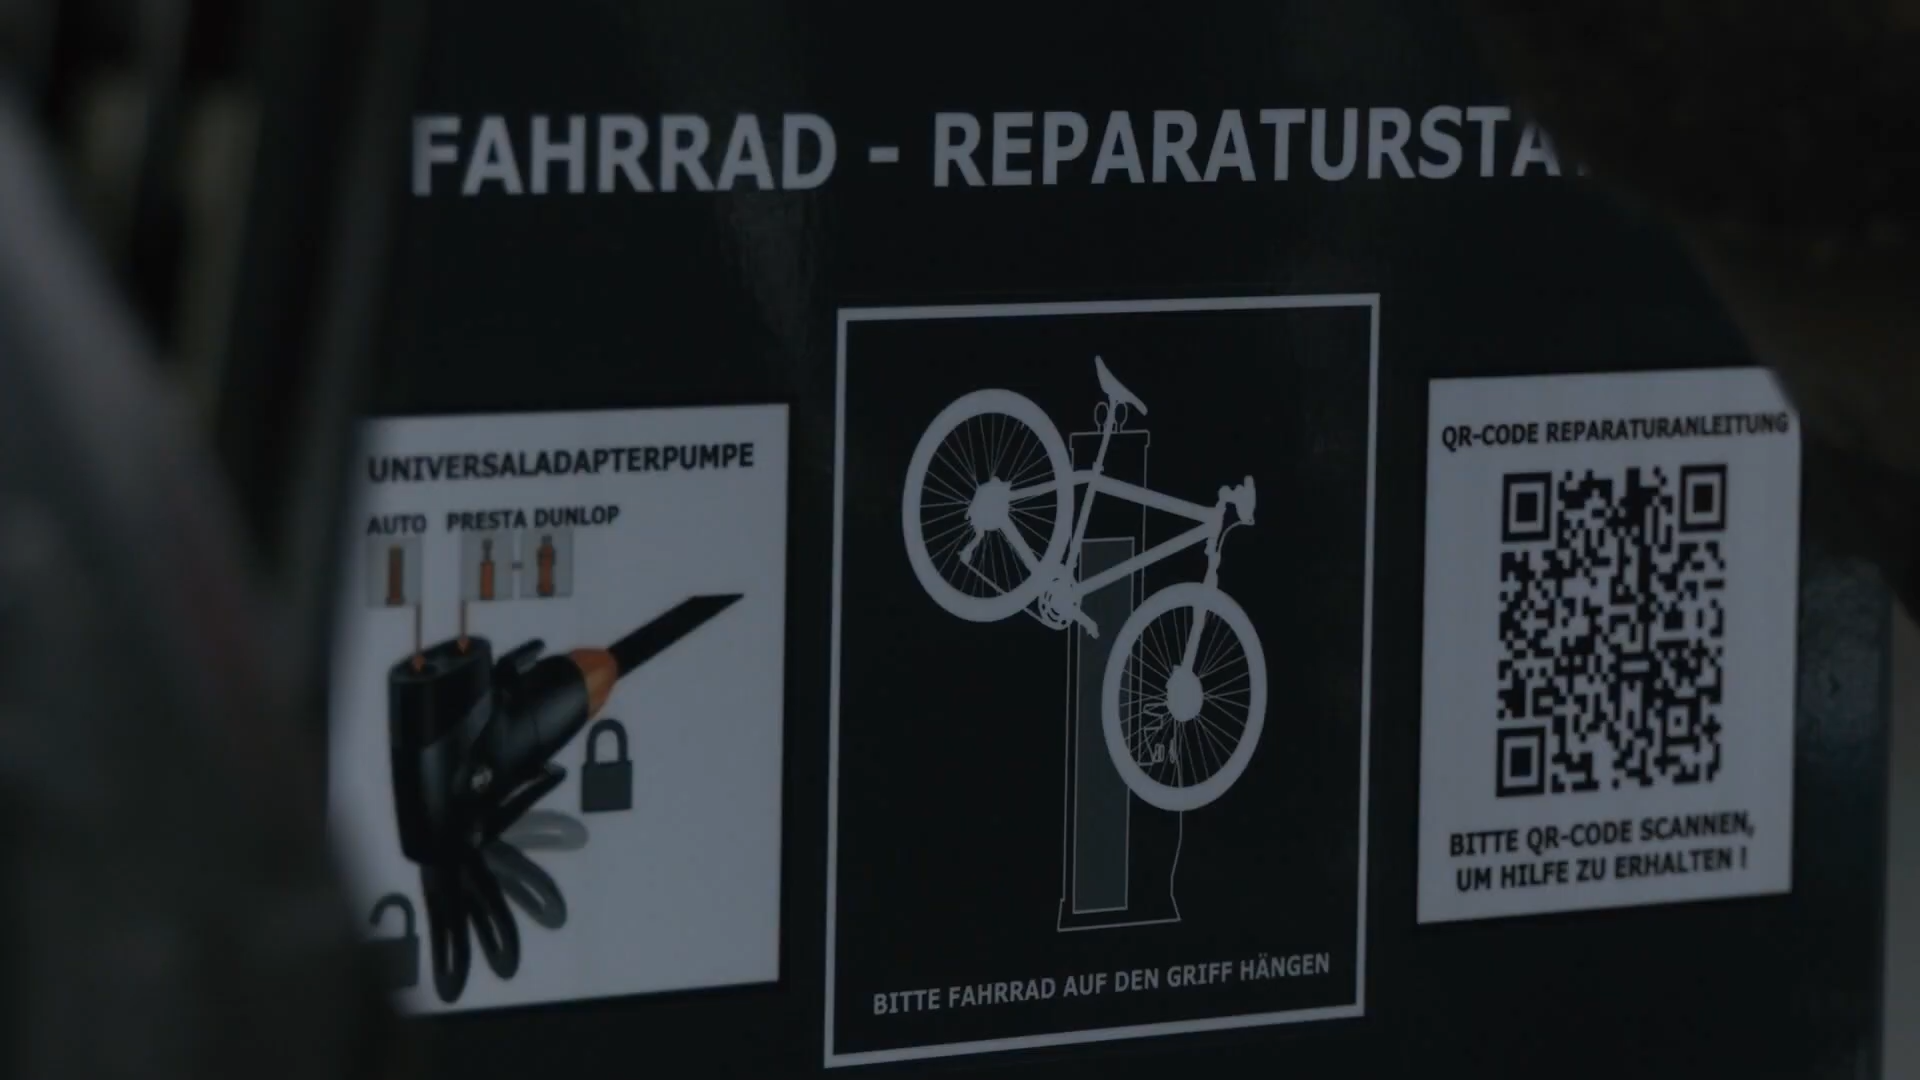 FAHRRAD - REPARATURSTA
UNIVERSALADAPTERPUMPE
AUTO PRESTA DUNLOP
BITTE FAHRRAD AUF DEN GRIFF HÄNGEN
QR-CODE REPARATURANLEITUNG
BITTE QR-CODE SCANNEN,
UM HILFE ZU ERHALTEN !